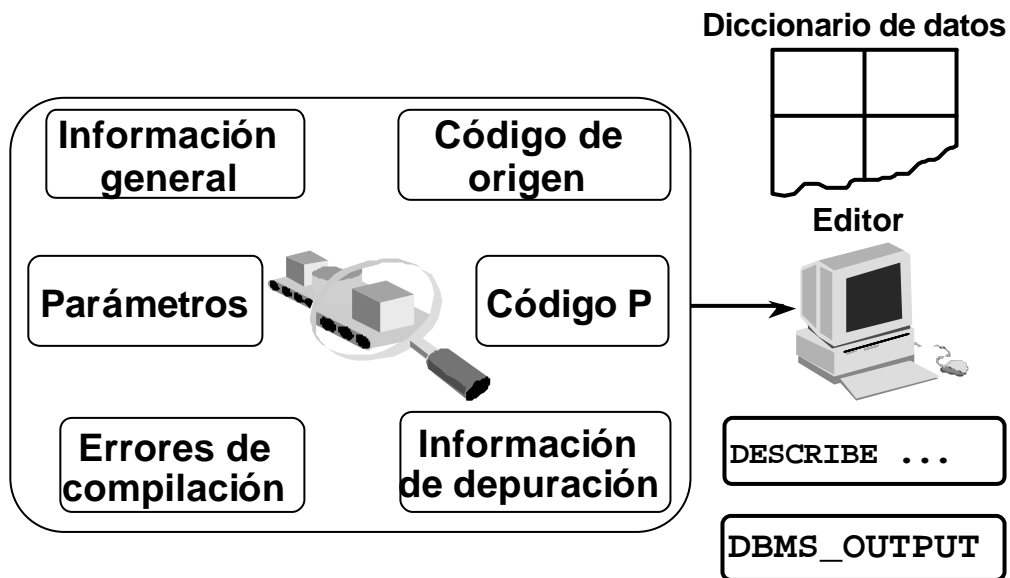 Diccionario de datos
Información
general
Código de
origen
Editor
Parámetros
Código P
Errores de
compilación
Información
de depuración
DESCRIBE ...
DBMS_OUTPUT